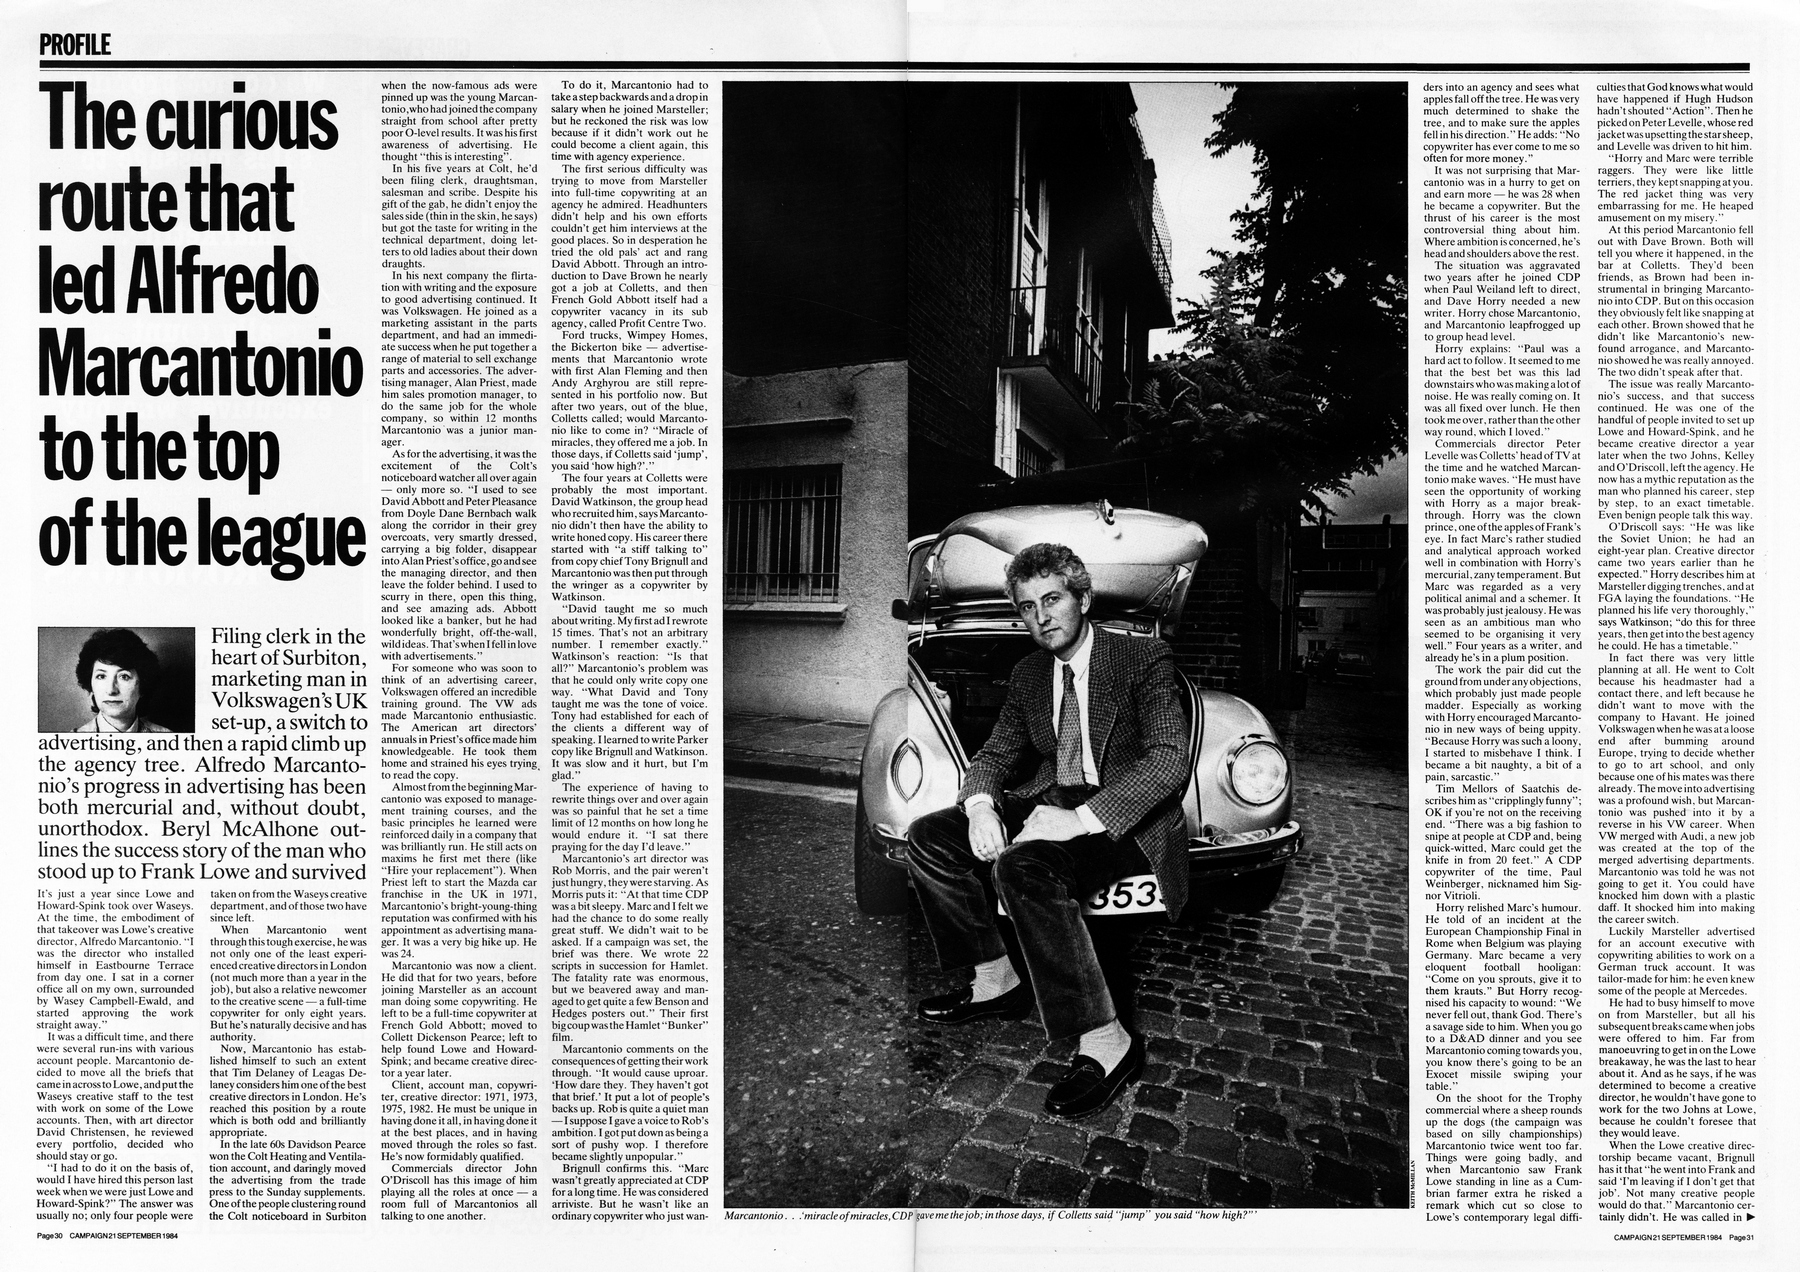 PROFILE
The curious
route that
led Alfredo
Marcantonio
to the top
of the league
Filing clerk in the
heart of Surbiton,
marketing man in
Volkswagen's UK
set-up, a switch to
advertising, and then a rapid climb up
the agency tree. Alfredo Marcanto-
nio's progress in advertising has been
both mercurial and, without doubt,
unorthodox. Beryl McAlhone out-
lines the success story of the man who
stood up to Frank Lowe and survived
It's just a year since Lowe and
Howard-Spink took over Waseys.
At the time, the embodiment of
that takeover was Lowe's creative
director, Alfredo Marcantonio. "I
was the director who installed
himself in Eastbourne Terrace
from day one. I sat in a corner
office all on my own, surrounded
by Wasey Campbell-Ewald, and
started approving the work
straight away."
It was a difficult time, and there
were several run-ins with various
account people. Marcantonio de-
cided to move all the briefs that
came in across to Lowe, and put the
Waseys creative staff to the test
with work on some of the Lowe
accounts. Then, with art director
David Christensen, he reviewed
every portfolio, decided who
should stay or go.
"I had to do it on the basis of,
would I have hired this person last
week when we were just Lowe and
Howard-Spink?" The answer was
usually no; only four people were
taken on from the Waseys creative
department, and of those two have
since left.
When Marcantonio went
through this tough exercise, he was
not only one of the least experi-
enced creative directors in London
(not much more than a year in the
job), but also a relative newcomer
to the creative scene — a full-time
copywriter for only eight years.
But he's naturally decisive and has
authority.
Now, Marcantonio has estab-
lished himself to such an extent
that Tim Delaney of Leagas De-
laney considers him one of the best
creative directors in London. He's
reached this position by a route
which is both odd and brilliantly
appropriate.
In the late 60s Davidson Pearce
won the Colt Heating and Ventila-
tion account, and daringly moved
the advertising from the trade
press to the Sunday supplements.
One of the people clustering round
the Colt noticeboard in Surbiton
when the now-famous ads were
pinned up was the young Marcan-
tonio, who had joined the company
straight from school after pretty
poor O-level results. It was his first
awareness of advertising. He
thought "this is interesting".
In his five years at Colt, he'd
been filing clerk, draughtsman,
salesman and scribe. Despite his
gift of the gab, he didn't enjoy the
sales side (thin in the skin, he says)
but got the taste for writing in the
technical department, doing let-
ters to old ladies about their down
draughts.
In his next company the flirta-
tion with writing and the exposure
to good advertising continued. It
was Volkswagen. He joined as a
marketing assistant in the parts
department, and had an immedi-
ate success when he put together a
range of material to sell exchange
parts and accessories. The adver-
tising manager, Alan Priest, made
him sales promotion manager, to
do the same job for the whole
company, so within 12 months
Marcantonio was a junior man-
ager.
As for the advertising, it was the
excitement of the Colt's
noticeboard watcher all over again
— only more so. "I used to see
David Abbott and Peter Pleasance
from Doyle Dane Bernbach walk
along the corridor in their grey
overcoats, very smartly dressed,
carrying a big folder, disappear
into Alan Priest's office, go and see
the managing director, and then
leave the folder behind. I used to
scurry in there, open this thing,
and see amazing ads. Abbott
looked like a banker, but he had
wonderfully bright, off-the-wall,
wild ideas. That's when I fell in love
with advertisements."
For someone who was soon to
think of an advertising career,
Volkswagen offered an incredible
training ground. The VW ads
made Marcantonio enthusiastic.
The American art directors'
annuals in Priest's office made him
knowledgeable. He took them
home and strained his eyes trying
to read the copy.
Almost from the beginning Mar-
cantonio was exposed to manage-
ment training courses, and the
basic principles he learned were
reinforced daily in a company that
was brilliantly run. He still acts on
maxims he first met there (like
"Hire your replacement"). When
Priest left to start the Mazda car
franchise in the UK in 1971,
Marcantonio's bright-young-thing
reputation was confirmed with his
appointment as advertising mana-
ger. It was a very big hike up. He
was 24.
Marcantonio was now a client.
He did that for two years, before
joining Marsteller as an account
man doing some copywriting. He
left to be a full-time copywriter at
French Gold Abbott; moved to
Collett Dickenson Pearce; left to
help found Lowe and Howard-
Spink; and became creative direc-
tor a year later.
Client, account man, copywri-
ter, creative director: 1971, 1973,
1975, 1982. He must be unique in
having done it all, in having done it
at the best places, and in having
moved through the roles so fast.
He's now formidably qualified.
Commercials director John
O'Driscoll has this image of him
playing all the roles at once — a
room full of Marcantonios all
talking to one another.
To do it, Marcantonio had to
take a step backwards and a drop in
salary when he joined Marsteller;
but he reckoned the risk was low
because if it didn't work out he
could become a client again, this
time with agency experience.
The first serious difficulty was
trying to move from Marsteller
into full-time copywriting at an
agency he admired. Headhunters
didn't help and his own efforts
couldn't get him interviews at the
good places. So in desperation he
tried the old pals' act and rang
David Abbott. Through an intro-
duction to Dave Brown he nearly
got a job at Colletts, and then
French Gold Abbott itself had a
copywriter vacancy in its sub
agency, called Profit Centre Two.
Ford trucks, Wimpey Homes,
the Bickerton bike — advertise-
ments that Marcantonio wrote
with first Alan Fleming and then
Andy Arghyrou are still repre-
sented in his portfolio now. But
after two years, out of the blue,
Colletts called; would Marcanto-
nio like to come in? "Miracle of
miracles, they offered me a job. In
those days, if Colletts said 'jump',
you said 'how high?'."
The four years at Colletts were
probably the most important.
David Watkinson, the group head
who recruited him, says Marcanto-
nio didn't then have the ability to
write honed copy. His career there
started with "a stiff talking to"
from copy chief Tony Brignull and
Marcantonio was then put through
the wringer as a copywriter by
Watkinson.
"David taught me so much
about writing. My first ad I rewrote
15 times. That's not an arbitrary
number. I remember exactly."
Watkinson's reaction: "Is that
all?" Marcantonio's problem was
that he could only write copy one
way. "What David and Tony
taught me was the tone of voice.
Tony had established for each of
the clients a different way of
speaking. I learned to write Parker
copy like Brignull and Watkinson.
It was slow and it hurt, but I'm
glad."
The experience of having to
rewrite things over and over again
was so painful that he set a time
limit of 12 months on how long he
would endure it. "I sat there
praying for the day I'd leave."
Marcantonio's art director was
Rob Morris, and the pair weren't
just hungry, they were starving. As
Morris puts it: "At that time CDP
was a bit sleepy. Marc and I felt we
had the chance to do some really
great stuff. We didn't wait to be
asked. If a campaign was set, the
brief was there. We wrote 22
scripts in succession for Hamlet.
The fatality rate was enormous,
but we beavered away and man-
aged to get quite a few Benson and
Hedges posters out." Their first
big coup was the Hamlet "Bunker"
film.
Marcantonio comments on the
consequences of getting their work
through. "It would cause uproar.
'How dare they. They haven't got
that brief.' It put a lot of people's
backs up. Rob is quite a quiet man
— I suppose I gave a voice to Rob's
ambition. I got put down as being a
sort of pushy wop. I therefore
became slightly unpopular."
Brignull confirms this. "Marc
wasn't greatly appreciated at CDP
for a long time. He was considered
arriviste. But he wasn't like an
ordinary copywriter who just wan-
353
KEITH McMILLAN
Marcantonio . . .'miracle of miracles, CDP gave me the job; in those days, if Colletts said "jump" you said "how high?"'
ders into an agency and sees what
apples fall off the tree. He was very
much determined to shake the
tree, and to make sure the apples
fell in his direction." He adds: "No
copywriter has ever come to me so
often for more money."
It was not surprising that Mar-
cantonio was in a hurry to get on
and earn more — he was 28 when
he became a copywriter. But the
thrust of his career is the most
controversial thing about him.
Where ambition is concerned, he's
head and shoulders above the rest.
The situation was aggravated
two years after he joined CDP
when Paul Weiland left to direct,
and Dave Horry needed a new
writer. Horry chose Marcantonio,
and Marcantonio leapfrogged up
to group head level.
Horry explains: "Paul was a
hard act to follow. It seemed to me
that the best bet was this lad
downstairs who was making a lot of
noise. He was really coming on. It
was all fixed over lunch. He then
took me over, rather than the other
way round, which I loved."
Commercials director Peter
Levelle was Colletts' head of TV at
the time and he watched Marcan-
tonio make waves. "He must have
seen the opportunity of working
with Horry as a major break-
through. Horry was the clown
prince, one of the apples of Frank's
eye. In fact Marc's rather studied
and analytical approach worked
well in combination with Horry's
mercurial, zany temperament. But
Marc was regarded as a very
political animal and a schemer. It
was probably just jealousy. He was
seen as an ambitious man who
seemed to be organising it very
well." Four years as a writer, and
already he's in a plum position.
The work the pair did cut the
ground from under any objections,
which probably just made people
madder. Especially as working
with Horry encouraged Marcanto-
nio in new ways of being uppity.
"Because Horry was such a loony,
I started to misbehave I think. I
became a bit naughty, a bit of a
pain, sarcastic."
Tim Mellors of Saatchis de-
scribes him as "cripplingly funny";
OK if you're not on the receiving
end. "There was a big fashion to
snipe at people at CDP and, being
quick-witted, Marc could get the
knife in from 20 feet." A CDP
copywriter of the time, Paul
Weinberger, nicknamed him Sig-
nor Vitrioli.
Horry relished Marc's humour.
He told of an incident at the
European Championship Final in
Rome when Belgium was playing
Germany. Marc became a very
eloquent football hooligan:
"Come on you sprouts, give it to
them krauts." But Horry recog-
nised his capacity to wound: "We
never fell out, thank God. There's
a savage side to him. When you go
to a D&AD dinner and you see
Marcantonio coming towards you,
you know there's going to be an
Exocet missile swiping your
table."
On the shoot for the Trophy
commercial where a sheep rounds
up the dogs (the campaign was
based on silly championships)
Marcantonio twice went too far.
Things were going badly, and
when Marcantonio saw Frank
Lowe standing in line as a Cum-
brian farmer extra he risked a
remark which cut so close to
Lowe's contemporary legal diffi-
culties that God knows what would
have happened if Hugh Hudson
hadn't shouted "Action". Then he
picked on Peter Levelle, whose red
jacket was upsetting the star sheep,
and Levelle was driven to hit him.
"Horry and Marc were terrible
raggers. They were like little
terriers, they kept snapping at you.
The red jacket thing was very
embarrassing for me. He heaped
amusement on my misery."
At this period Marcantonio fell
out with Dave Brown. Both will
tell you where it happened, in the
bar at Colletts. They'd been
friends, as Brown had been in-
strumental in bringing Marcanto-
nio into CDP. But on this occasion
they obviously felt like snapping at
each other. Brown showed that he
didn't like Marcantonio's new-
found arrogance, and Marcanto-
nio showed he was really annoyed.
The two didn't speak after that.
The issue was really Marcanto-
nio's success, and that success
continued. He was one of the
handful of people invited to set up
Lowe and Howard-Spink, and he
became creative director a year
later when the two Johns, Kelley
and O'Driscoll, left the agency. He
now has a mythic reputation as the
man who planned his career, step
by step, to an exact timetable.
Even benign people talk this way.
O'Driscoll says: "He was like
the Soviet Union; he had an
eight-year plan. Creative director
came two years earlier than he
expected." Horry describes him at
Marsteller digging trenches, and at
FGA laying the foundations. "He
planned his life very thoroughly,"
says Watkinson; "do this for three
years, then get into the best agency
he could. He has a timetable."
In fact there was very little
planning at all. He went to Colt
because his headmaster had a
contact there, and left because he
didn't want to move with the
company to Havant. He joined
Volkswagen when he was at a loose
end after bumming around
Europe, trying to decide whether
to go to art school, and only
because one of his mates was there
already. The move into advertising
was a profound wish, but Marcan-
tonio was pushed into it by a
reverse in his VW career. When
VW merged with Audi, a new job
was created at the top of the
merged advertising departments.
Marcantonio was told he was not
going to get it. You could have
knocked him down with a plastic
daff. It shocked him into making
the career switch.
Luckily Marsteller advertised
for an account executive with
copywriting abilities to work on a
German truck account. It was
tailor-made for him: he even knew
some of the people at Mercedes.
He had to busy himself to move
on from Marsteller, but all his
subsequent breaks came when jobs
were offered to him. Far from
manoeuvring to get in on the Lowe
breakaway, he was the last to hear
about it. And as he says, if he was
determined to become a creative
director, he wouldn't have gone to
work for the two Johns at Lowe,
because he couldn't foresee that
they would leave.
When the Lowe creative direc-
torship became vacant, Brignull
has it that "he went into Frank and
said 'I'm leaving if I don't get that
job'. Not many creative people
would do that." Marcantonio cer-
tainly didn't. He was called in ▶
Page 30 CAMPAIGN 21 SEPTEMBER 1984
CAMPAIGN 21 SEPTEMBER 1984 Page 31